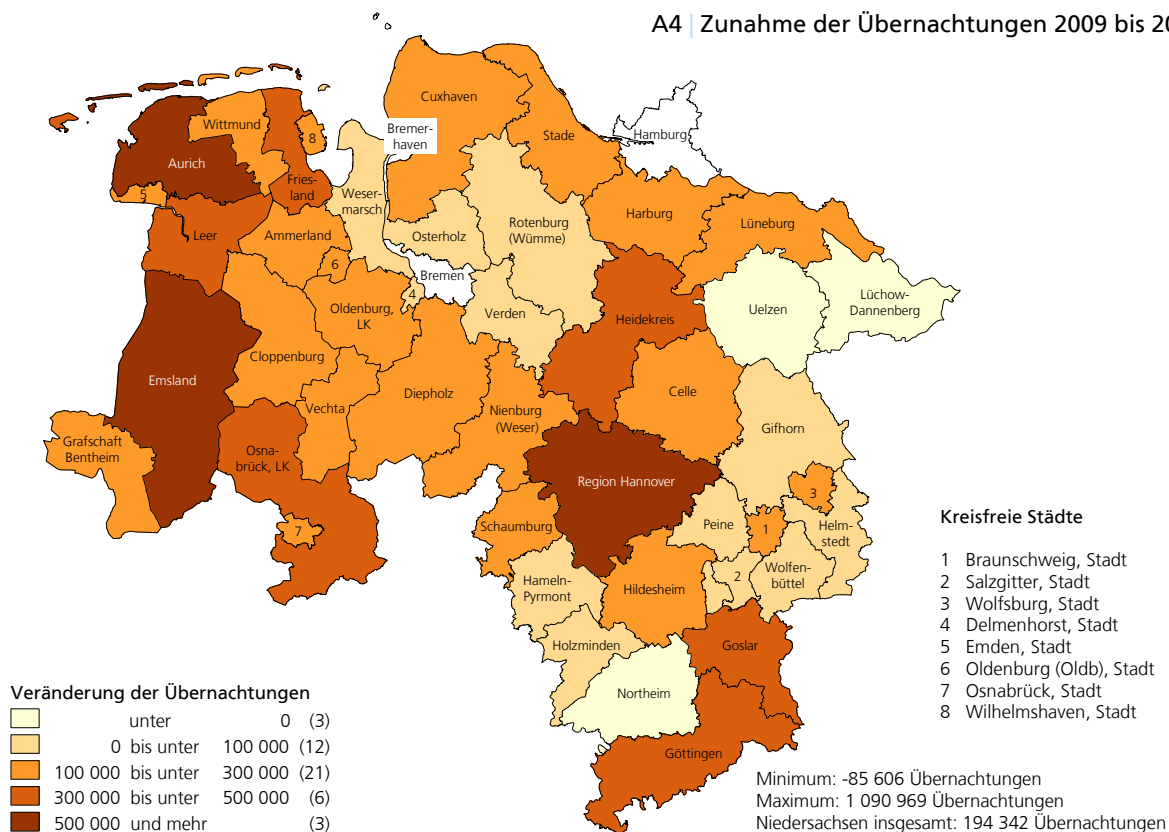 A4 | Zunahme der Übernachtungen 2009 bis 20
Cuxhaven
Wittmund
8
Bremer-
haven
Stade
Hamburg
Aurich
Fries-
land
5
Weser-
marsch
Leer
Ammerland
Osterholz
Rotenburg
(Wümme)
Harburg
Lüneburg
6
Bremen
4
Oldenburg,
LK
Verden
Heidekreis
Uelzen
Lüchow-
Dannenberg
Cloppenburg
Emsland
Vechta
Diepholz
Nienburg
(Weser)
Celle
Gifhorn
Grafschaft
Bentheim
Osna-
brück, LK
Region Hannover
3
7
Schaumburg
Peine
1
Helm-
stedt
Hameln-
Pyrmont
Hildesheim
2
Wolfen-
büttel
Holzminden
Goslar
Northeim
Göttingen
Kreisfreie Städte
1 Braunschweig, Stadt
2 Salzgitter, Stadt
3 Wolfsburg, Stadt
4 Delmenhorst, Stadt
5 Emden, Stadt
6 Oldenburg (Oldb), Stadt
7 Osnabrück, Stadt
8 Wilhelmshaven, Stadt
Veränderung der Übernachtungen
unter 0 (3)
0 bis unter 100 000 (12)
100 000 bis unter 300 000 (21)
300 000 bis unter 500 000 (6)
500 000 und mehr (3)
Minimum: -85 606 Übernachtungen
Maximum: 1 090 969 Übernachtungen
Niedersachsen insgesamt: 194 342 Übernachtungen